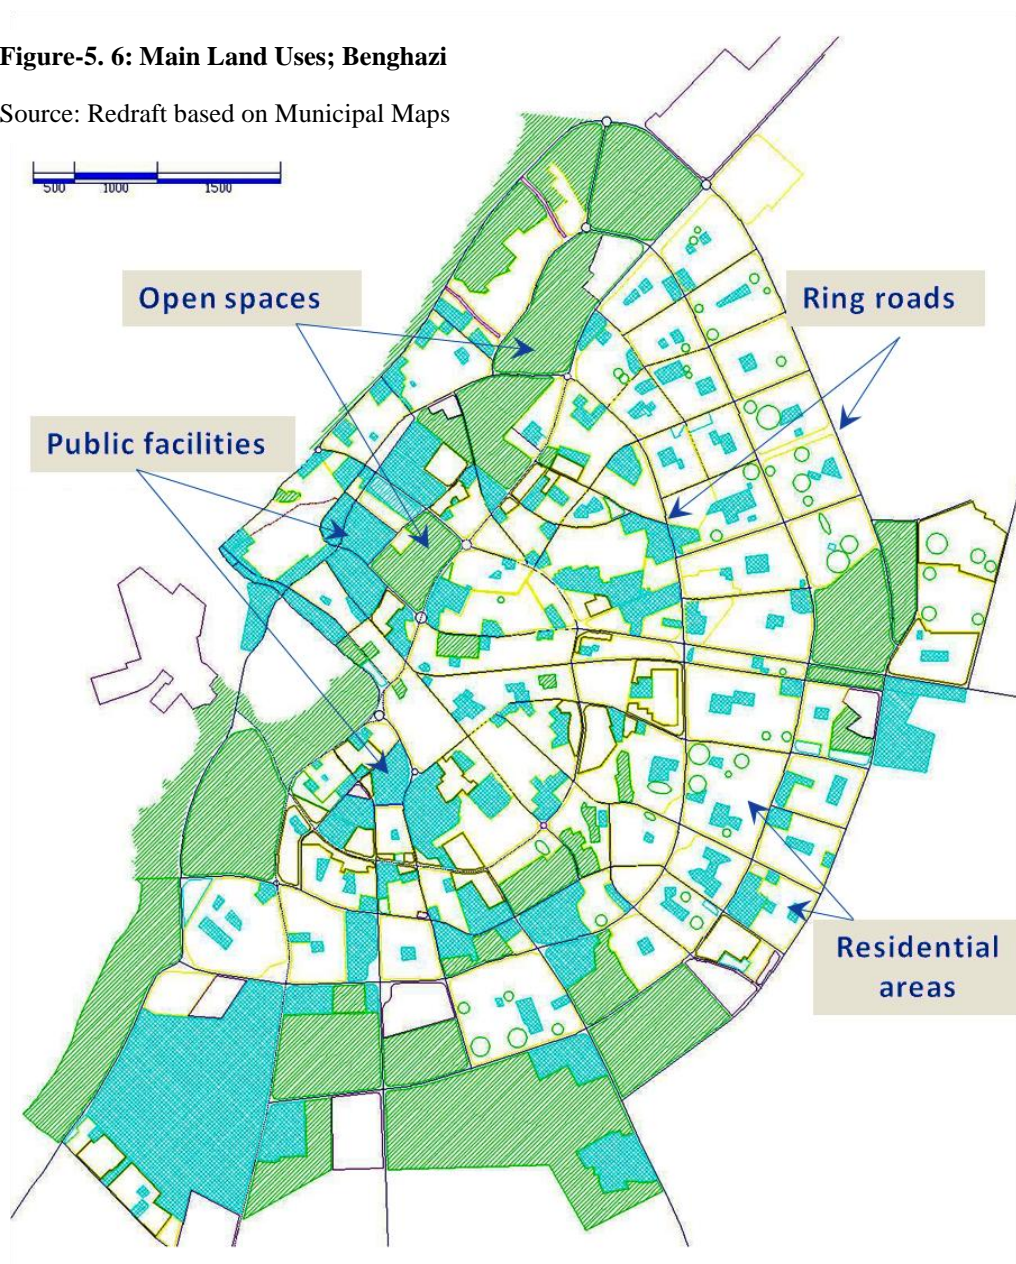 Figure-5. 6: Main Land Uses; Benghazi
Source: Redraft based on Municipal Maps
500 1000 1500
Open spaces
Ring roads
Public facilities
Residential
areas